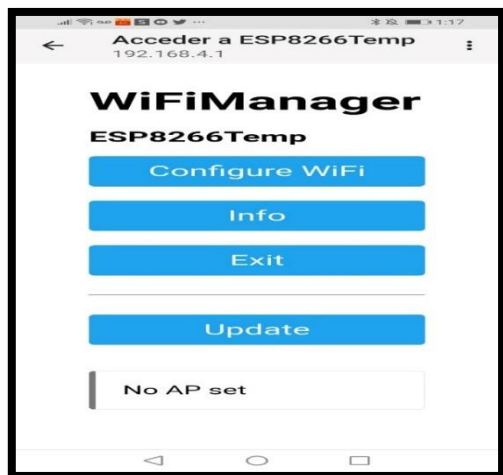 1:17
Acceder a ESP8266Temp
192.168.4.1
WiFiManager
ESP8266Temp
Configure WiFi
Info
Exit
Update
No AP set